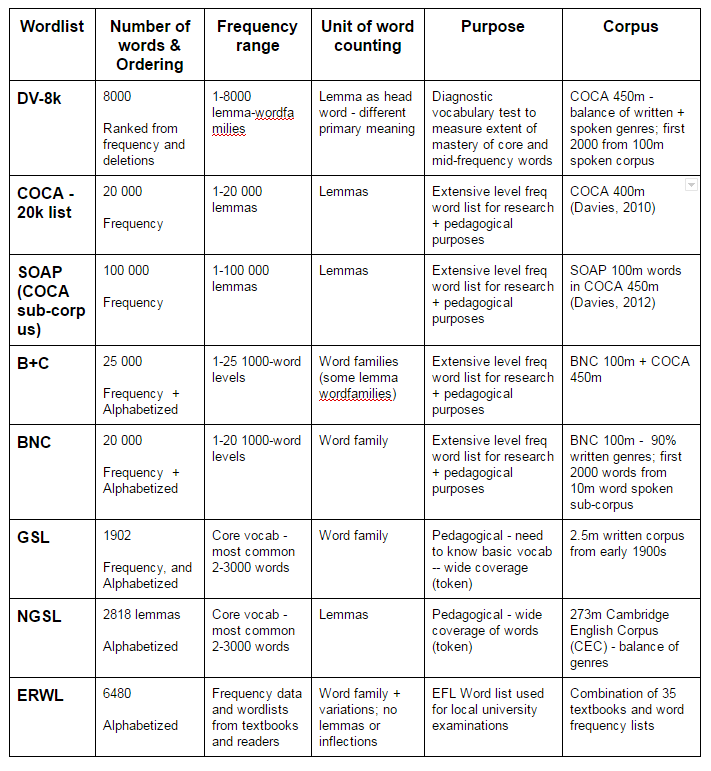 Wordlist
Number of
words &
Ordering
Frequency
range
Unit of word
counting
Purpose
Corpus
DV-8k
8000
Ranked from
frequency and
deletions
1-8000
lemma-wordfa
milies
Lemma as head
word - different
primary meaning
Diagnostic
vocabulary test to
measure extent of
mastery of core and
mid-frequency words
COCA 450m -
balance of written +
spoken genres; first
2000 from 100m
spoken corpus
COCA -
20k list
20 000
Frequency
1-20 000
lemmas
Lemmas
Extensive level freq
word list for research
+ pedagogical
purposes
COCA 400m
(Davies, 2010)
SOAP
(COCA
sub-corp
us)
100 000
Frequency
1-100 000
lemmas
Lemmas
Extensive level freq
word list for research
+ pedagogical
purposes
SOAP 100m words
in COCA 450m
(Davies, 2012)
B+C
25 000
Frequency +
Alphabetized
1-25 1000-word
levels
Word families
(some lemma
wordfamilies)
Extensive level freq
word list for research
+ pedagogical
purposes
BNC 100m + COCA
450m
BNC
20 000
Frequency +
Alphabetized
1-20 1000-word
levels
Word family
Extensive level freq
word list for research
+ pedagogical
purposes
BNC 100m - 90%
written genres; first
2000 words from
10m word spoken
sub-corpus
GSL
1902
Frequency, and
Alphabetized
Core vocab -
most common
2-3000 words
Word family
Pedagogical - need
to know basic vocab
-- wide coverage
(token)
2.5m written corpus
from early 1900s
NGSL
2818 lemmas
Alphabetized
Core vocab -
most common
2-3000 words
Lemmas
Pedagogical - wide
coverage of words
(token)
273m Cambridge
English Corpus
(CEC) - balance of
genres
ERWL
6480
Alphabetized
Frequency data
and wordlists
from textbooks
and readers
Word family +
variations; no
lemmas or
inflections
EFL Word list used
for local university
examinations
Combination of 35
textbooks and word
frequency lists